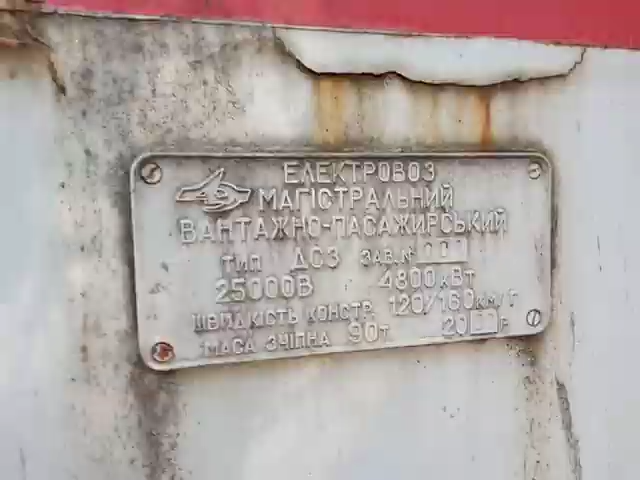 ЕЛЕКТРОВОЗ
МАГІСТРАЛЬНИЙ
ВАНТАЖНО-ПАСАЖИРСЬКИЙ
ТИП ДС3 ЗАВ.№
25000В 4800 кВт
ШВИДКІСТЬ КОНСТР. 120/160 км/г
МАСА ЗЧІПНА 90т 20 р.